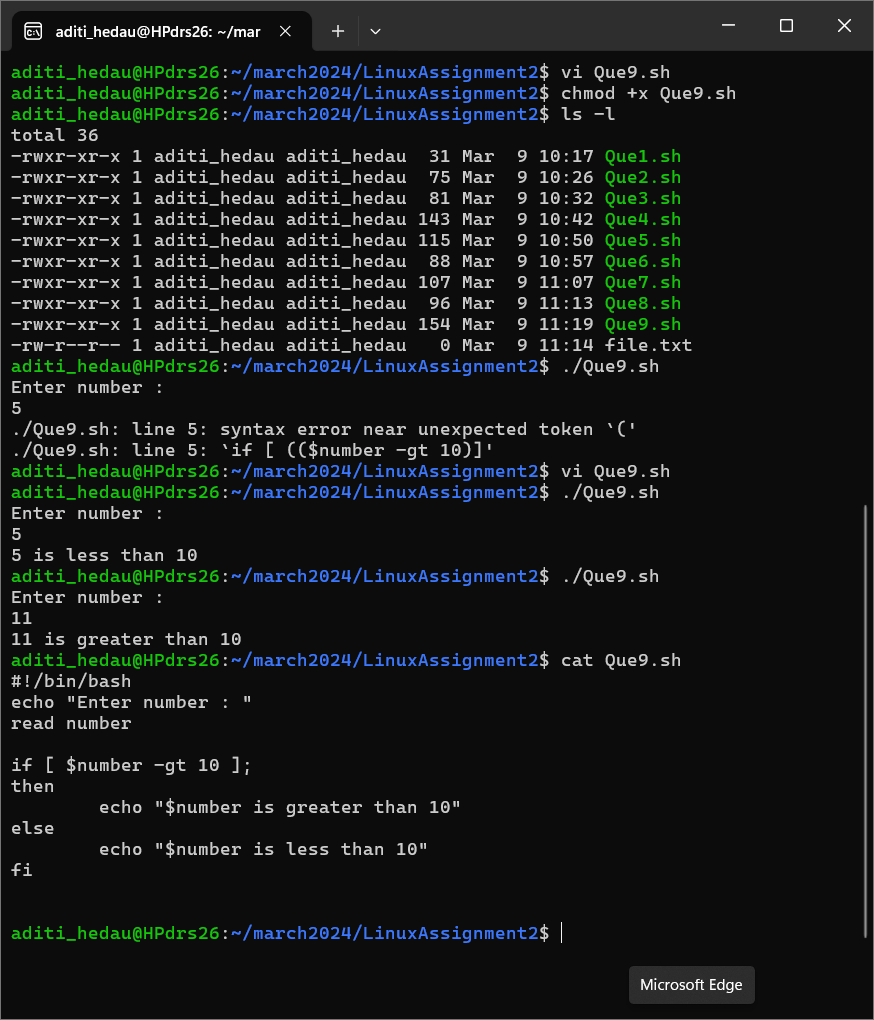 aditi_hedau@HPdrs26: ~/mar
aditi_hedau@HPdrs26:~/march2024/LinuxAssignment2$ vi Que9.sh
aditi_hedau@HPdrs26:~/march2024/LinuxAssignment2$ chmod +x Que9.sh
aditi_hedau@HPdrs26:~/march2024/LinuxAssignment2$ ls -l
total 36
-rwxr-xr-x 1 aditi_hedau aditi_hedau  31 Mar  9 10:17 Que1.sh
-rwxr-xr-x 1 aditi_hedau aditi_hedau  75 Mar  9 10:26 Que2.sh
-rwxr-xr-x 1 aditi_hedau aditi_hedau  81 Mar  9 10:32 Que3.sh
-rwxr-xr-x 1 aditi_hedau aditi_hedau 143 Mar  9 10:42 Que4.sh
-rwxr-xr-x 1 aditi_hedau aditi_hedau 115 Mar  9 10:50 Que5.sh
-rwxr-xr-x 1 aditi_hedau aditi_hedau  88 Mar  9 10:57 Que6.sh
-rwxr-xr-x 1 aditi_hedau aditi_hedau 107 Mar  9 11:07 Que7.sh
-rwxr-xr-x 1 aditi_hedau aditi_hedau  96 Mar  9 11:13 Que8.sh
-rwxr-xr-x 1 aditi_hedau aditi_hedau 154 Mar  9 11:19 Que9.sh
-rw-r--r-- 1 aditi_hedau aditi_hedau   0 Mar  9 11:14 file.txt
aditi_hedau@HPdrs26:~/march2024/LinuxAssignment2$ ./Que9.sh
Enter number :
5
./Que9.sh: line 5: syntax error near unexpected token `('
./Que9.sh: line 5: `if [ (($number -gt 10)]'
aditi_hedau@HPdrs26:~/march2024/LinuxAssignment2$ vi Que9.sh
aditi_hedau@HPdrs26:~/march2024/LinuxAssignment2$ ./Que9.sh
Enter number :
5
5 is less than 10
aditi_hedau@HPdrs26:~/march2024/LinuxAssignment2$ ./Que9.sh
Enter number :
11
11 is greater than 10
aditi_hedau@HPdrs26:~/march2024/LinuxAssignment2$ cat Que9.sh
#!/bin/bash
echo "Enter number : "
read number
if [ $number -gt 10 ];
then
        echo "$number is greater than 10"
else
        echo "$number is less than 10"
fi
aditi_hedau@HPdrs26:~/march2024/LinuxAssignment2$
Microsoft Edge